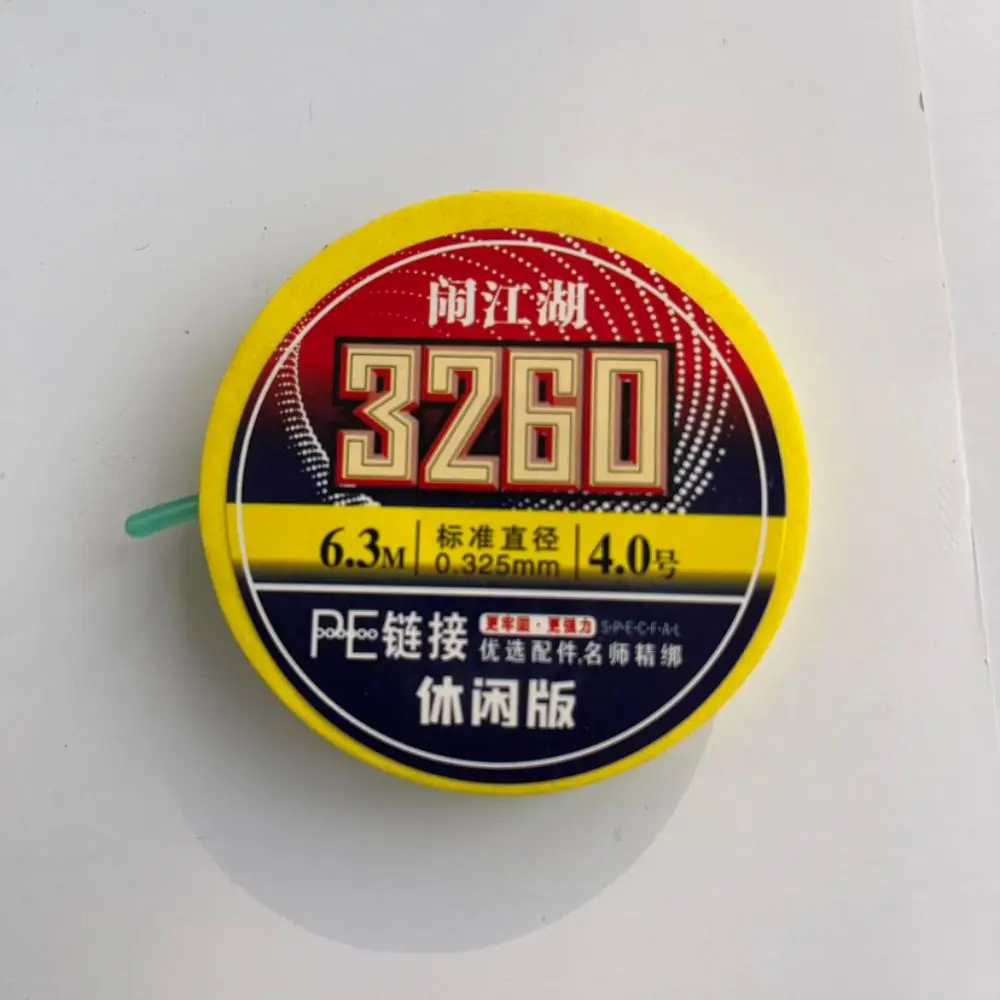 闹江湖
3260
6.3M 标准直径 0.325mm 4.0号
PE链接 更牢固·更强力 S·P·E·C·F·A·L
优选配件,名师精绑
休闲版